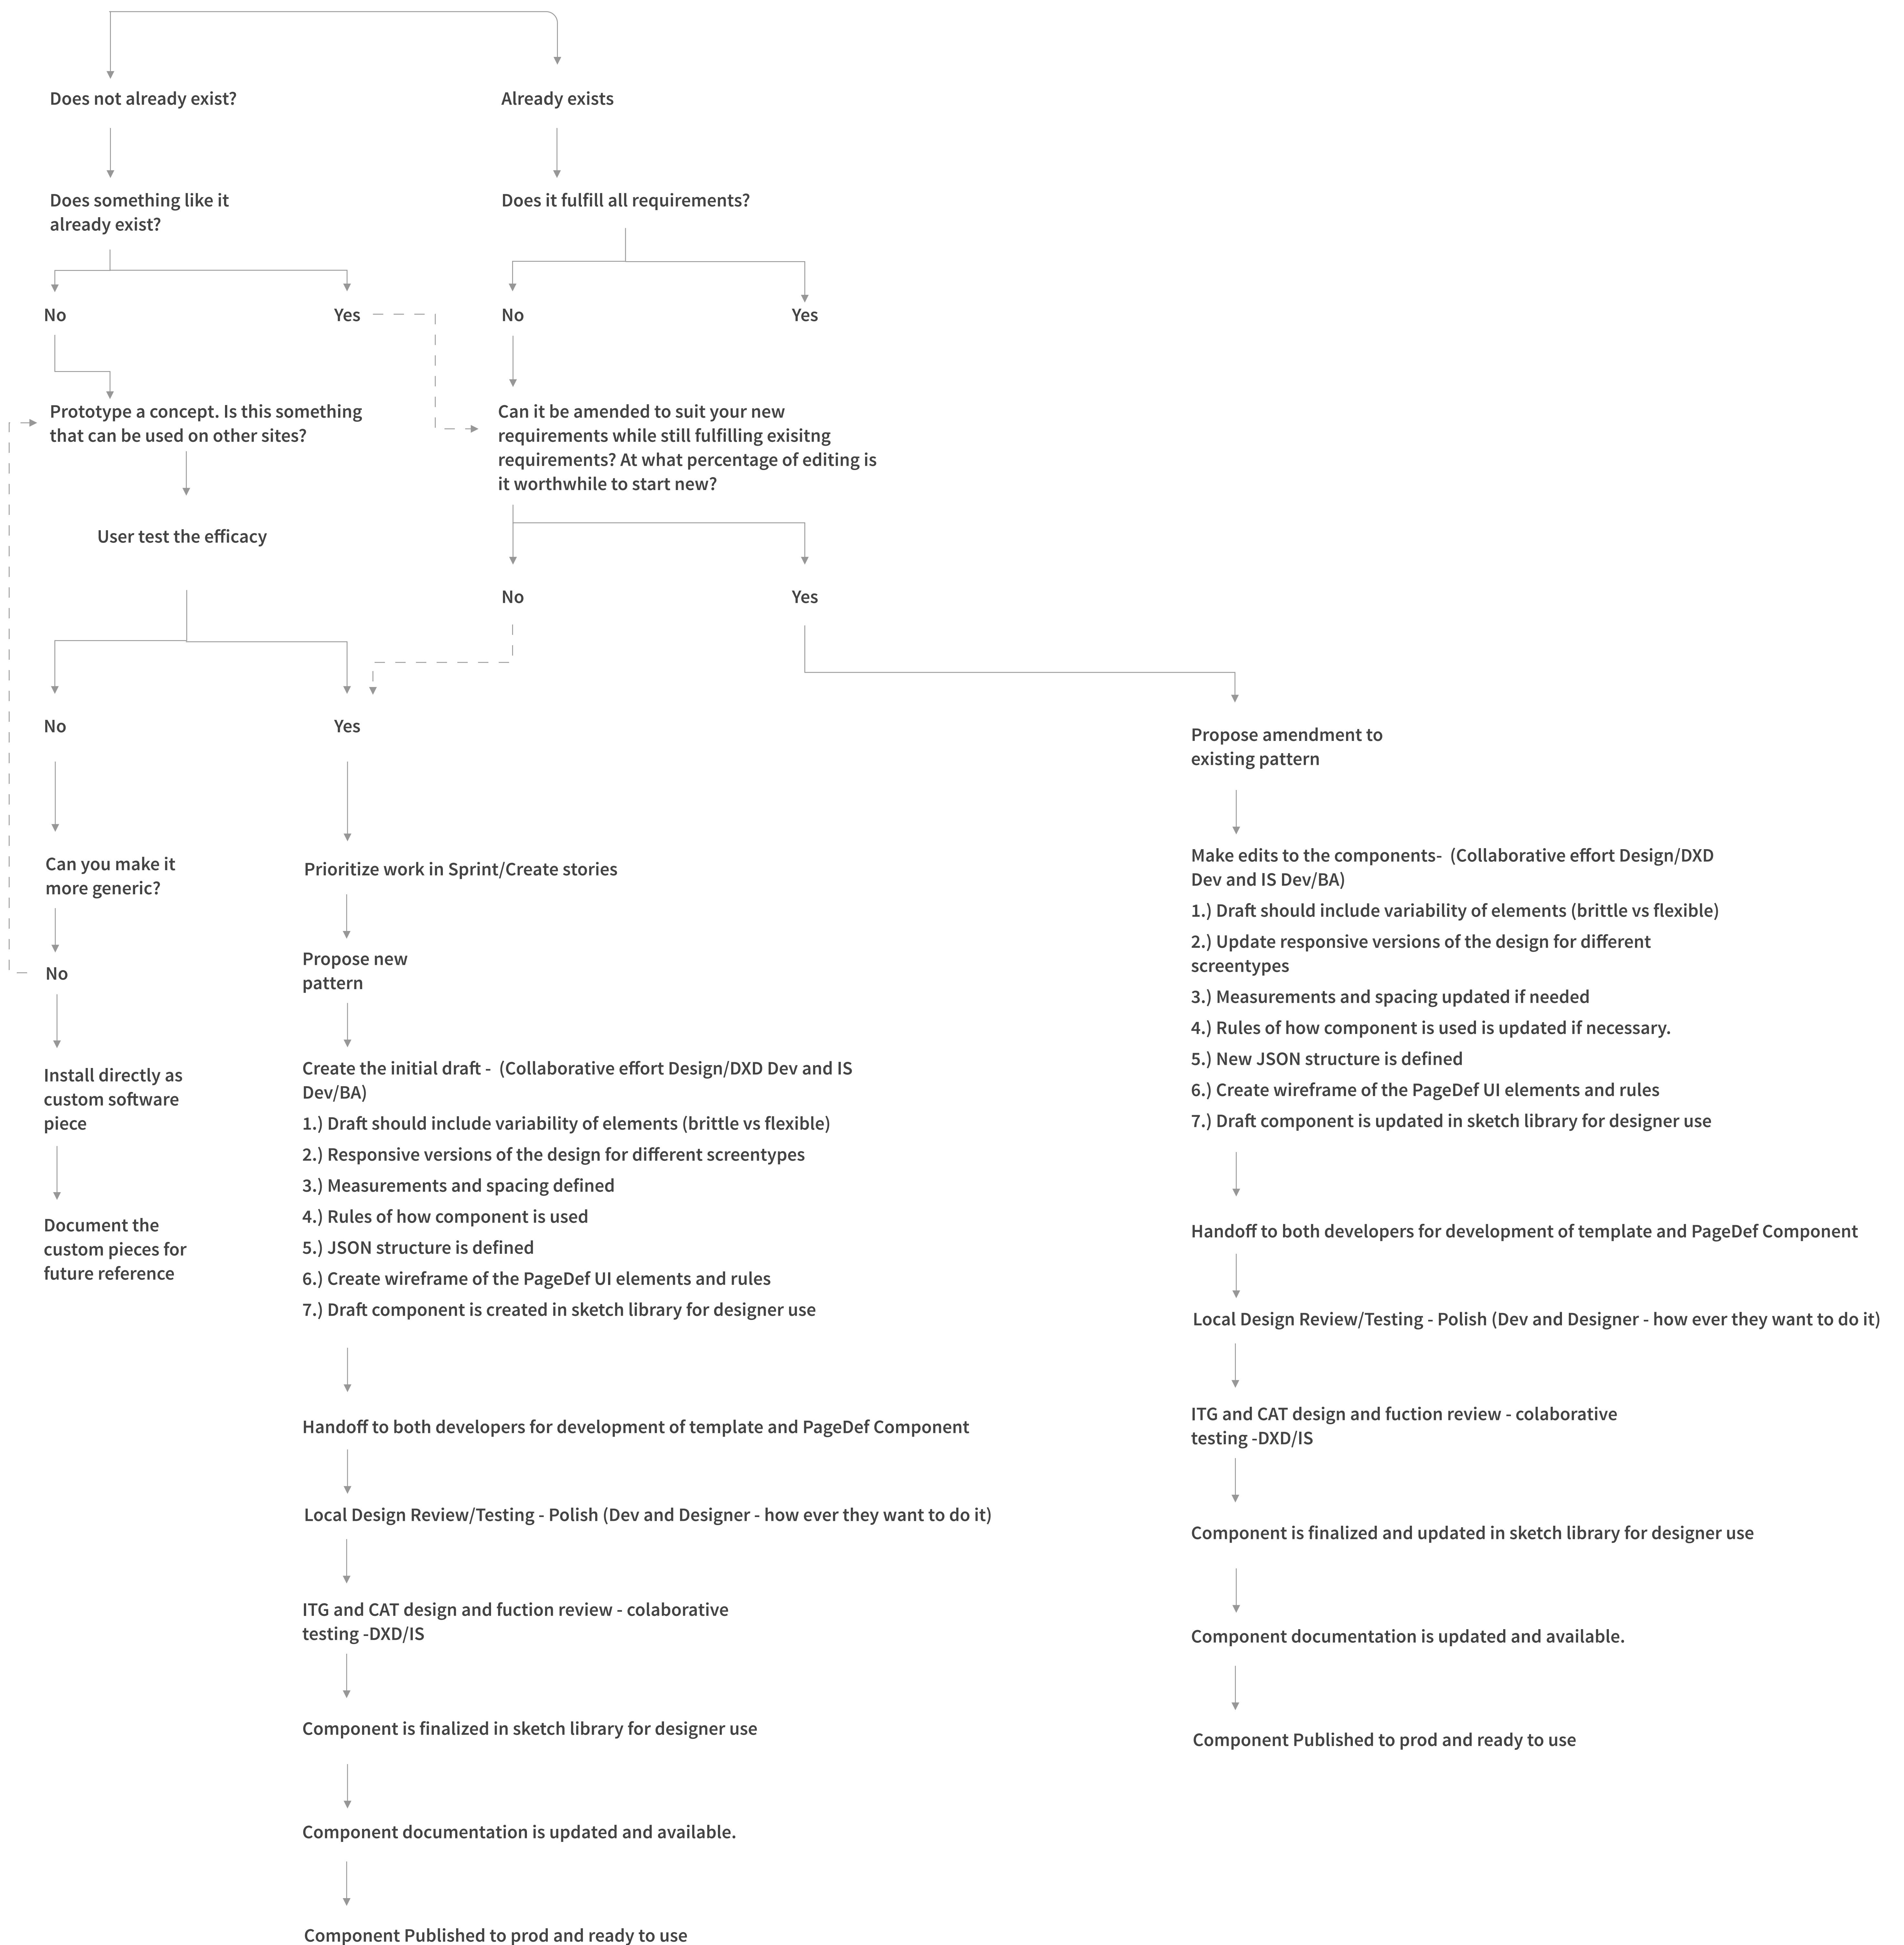 Does not already exist?
Already exists
Does something like it
already exist?
Does it fulfill all requirements?
No
Yes
No
Yes
Prototype a concept. Is this something
that can be used on other sites?
Can it be amended to suit your new
requirements while still fulfilling exisitng
requirements? At what percentage of editing is
it worthwhile to start new?
User test the efficacy
No
Yes
No
Yes
Can you make it
more generic?
No
Install directly as
custom software
piece
Document the
custom pieces for
future reference
Prioritize work in Sprint/Create stories
Propose new
pattern
Create the initial draft - (Collaborative effort Design/DXD Dev and IS
Dev/BA)
1.) Draft should include variability of elements (brittle vs flexible)
2.) Responsive versions of the design for different screentypes
3.) Measurements and spacing defined
4.) Rules of how component is used
5.) JSON structure is defined
6.) Create wireframe of the PageDef UI elements and rules
7.) Draft component is created in sketch library for designer use
Handoff to both developers for development of template and PageDef Component
Local Design Review/Testing - Polish (Dev and Designer - how ever they want to do it)
ITG and CAT design and fuction review - colaborative
testing -DXD/IS
Component is finalized in sketch library for designer use
Component documentation is updated and available.
Component Published to prod and ready to use
Propose amendment to
existing pattern
Make edits to the components- (Collaborative effort Design/DXD
Dev and IS Dev/BA)
1.) Draft should include variability of elements (brittle vs flexible)
2.) Update responsive versions of the design for different
screentypes
3.) Measurements and spacing updated if needed
4.) Rules of how component is used is updated if necessary.
5.) New JSON structure is defined
6.) Create wireframe of the PageDef UI elements and rules
7.) Draft component is updated in sketch library for designer use
Handoff to both developers for development of template and PageDef Component
Local Design Review/Testing - Polish (Dev and Designer - how ever they want to do it)
ITG and CAT design and fuction review - colaborative
testing -DXD/IS
Component is finalized and updated in sketch library for designer use
Component documentation is updated and available.
Component Published to prod and ready to use